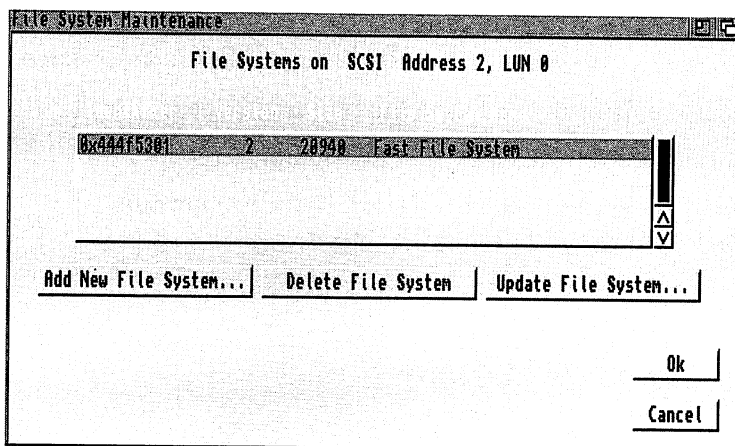 File System Maintenance
File Systems on SCSI Address 2, LUN 0
0x444f5301 2 20940 Fast File System
Add New File System... Delete File System Update File System...
Ok
Cancel